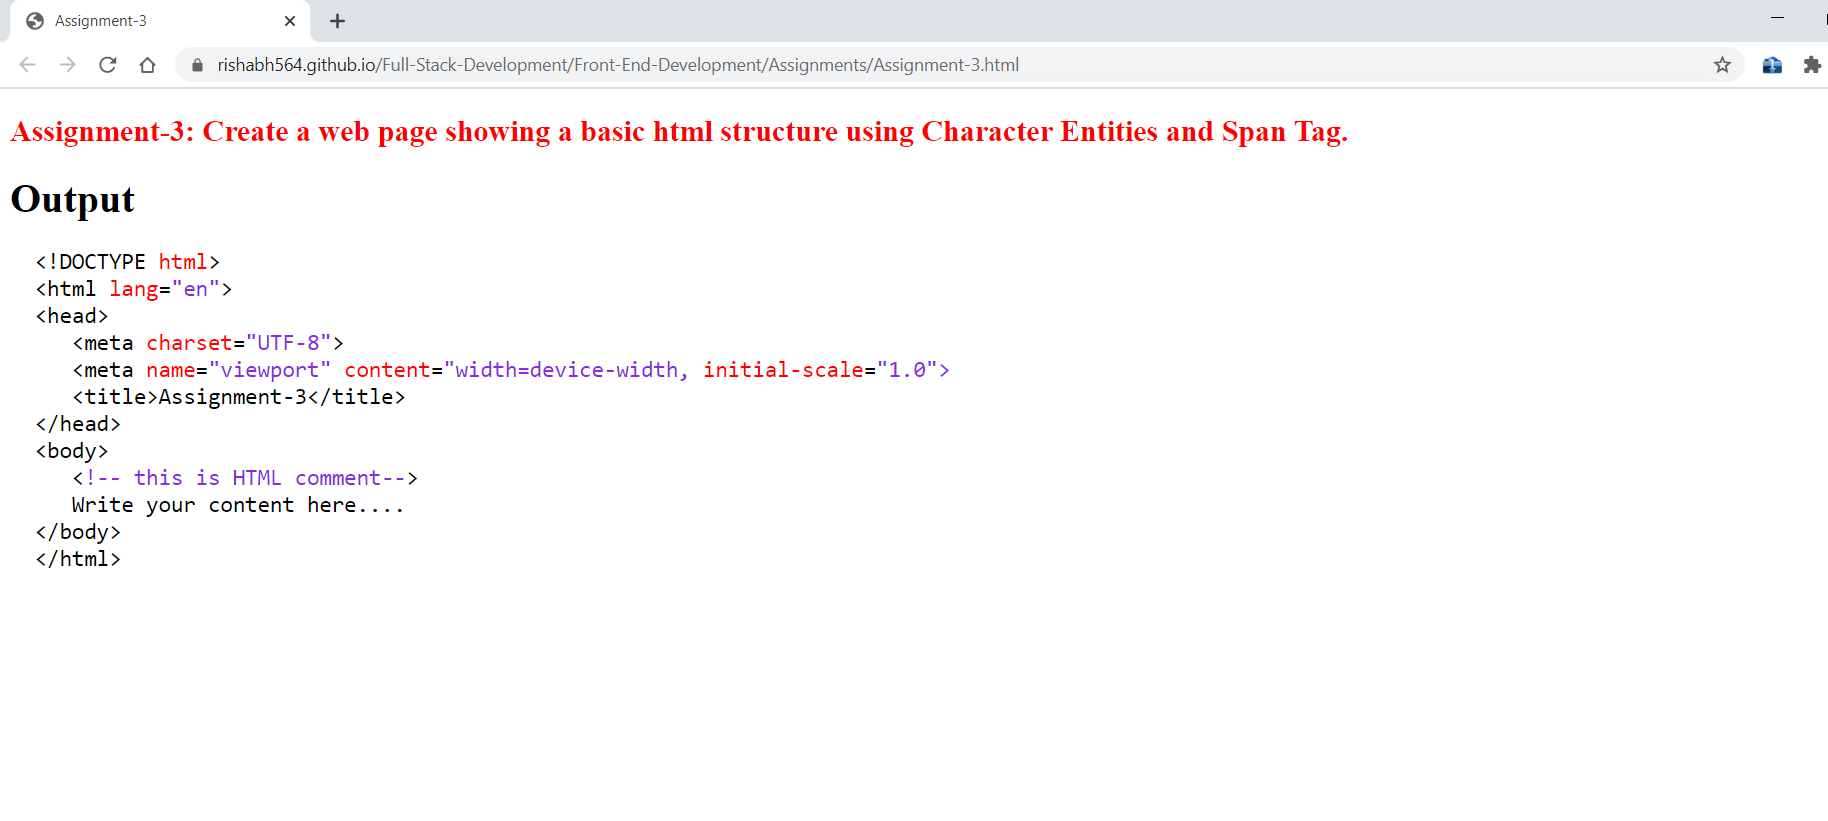 Assignment-3
rishabh564.github.io/Full-Stack-Development/Front-End-Development/Assignments/Assignment-3.html
Assignment-3: Create a web page showing a basic html structure using Character Entities and Span Tag.
Output
<!DOCTYPE html>
<html lang="en">
<head>
<meta charset="UTF-8">
<meta name="viewport" content="width=device-width, initial-scale="1.0">
<title>Assignment-3</title>
</head>
<body>
<!-- this is HTML comment-->
Write your content here....
</body>
</html>